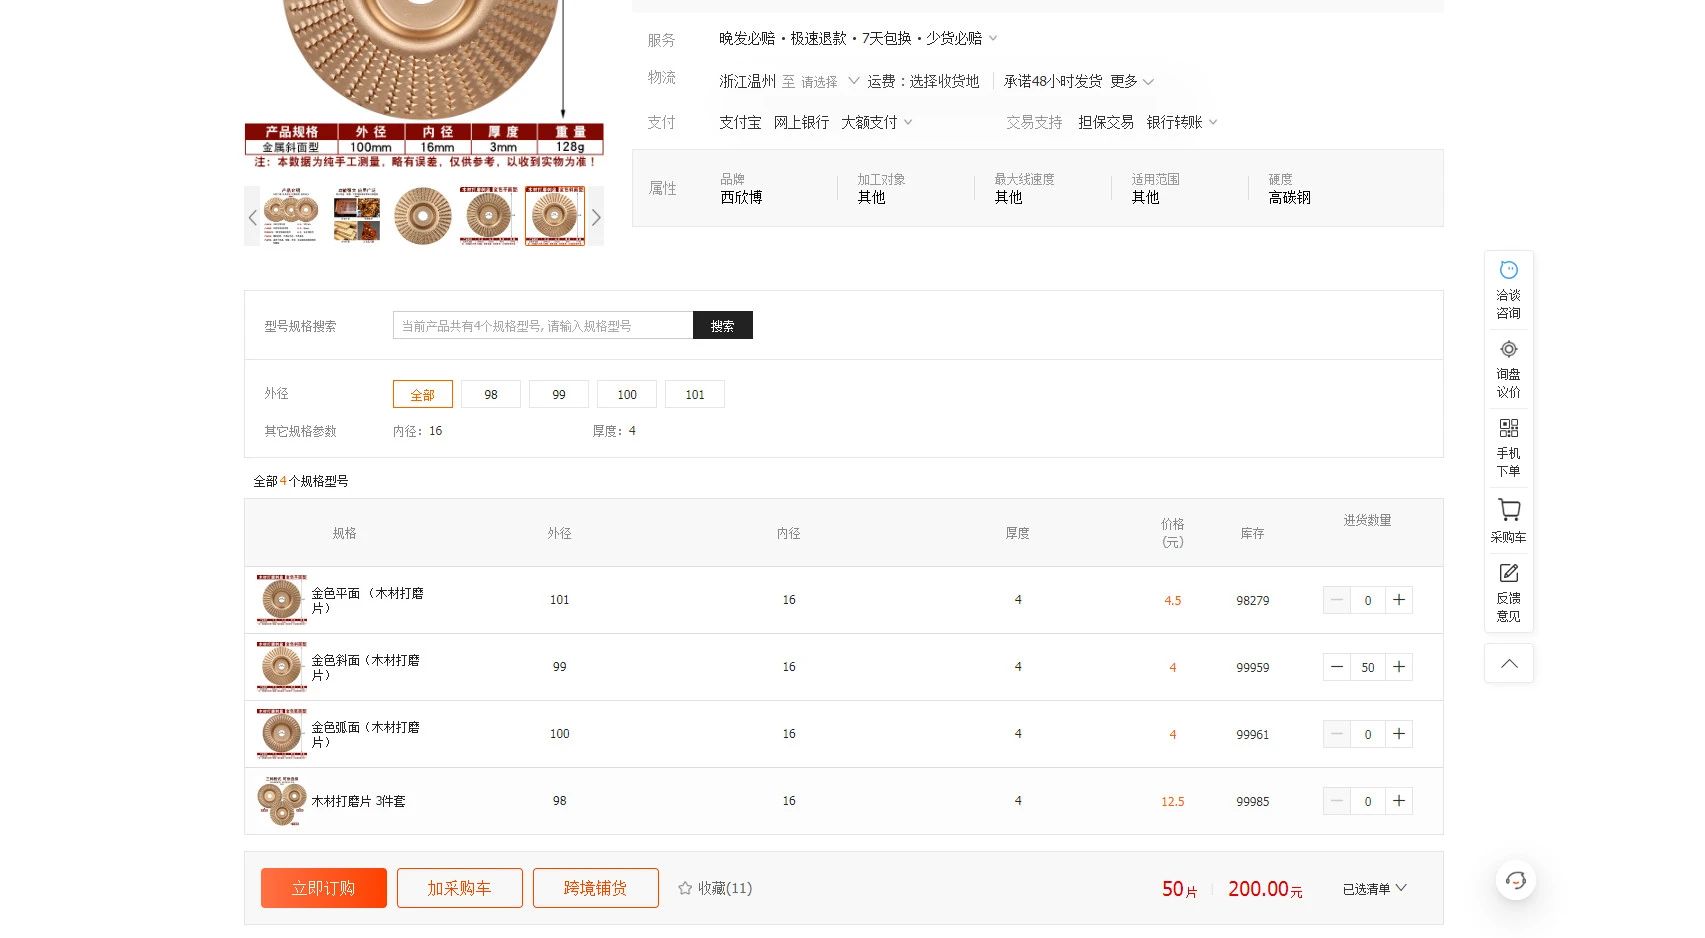 服务 晚发必赔·极速退款·7天包换·少货必赔
物流 浙江温州 至 请选择 运费：选择收货地 承诺48小时发货 更多
支付 支付宝 网上银行 大额支付 交易支持 担保交易 银行转账
产品规格 外 径 内 径 厚 度 重 量
金属斜面型 100mm 16mm 3mm 128g
注：本数据为纯手工测量，略有误差，仅供参考，以收到实物为准！
属性
品牌 加工对象 最大线速度 适用范围 硬度
西欣博 其他 其他 其他 高碳钢
型号规格搜索 当前产品共有4个规格型号, 请输入规格型号 搜索
外径 全部 98 99 100 101
其它规格参数 内径：16 厚度：4
全部4个规格型号
规格 外径 内径 厚度 价格(元) 库存 进货数量
金色平面 （木材打磨片） 101 16 4 4.5 98279 0
金色斜面（木材打磨片） 99 16 4 4 99959 50
金色弧面（木材打磨片） 100 16 4 4 99961 0
木材打磨片 3件套 98 16 4 12.5 99985 0
立即订购 加采购车 跨境铺货 收藏(11) 50片 200.00元 已选清单
洽谈
咨询
询盘
议价
手机
下单
采购车
反馈
意见